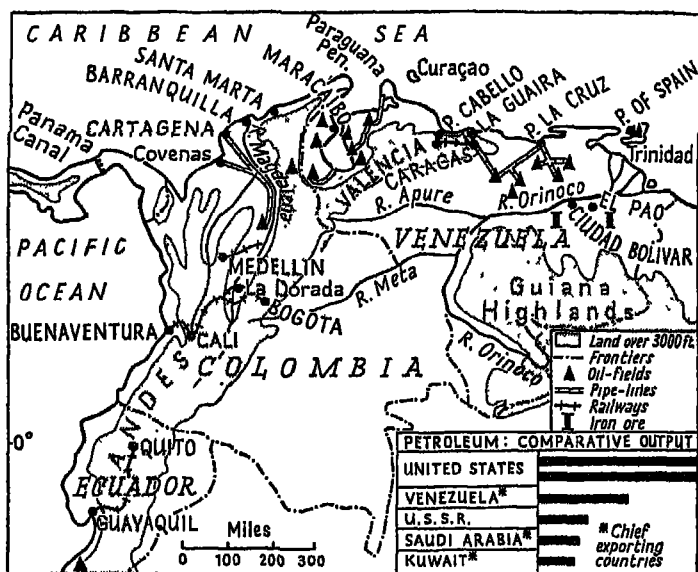 CARIBBEAN SEA
Paraguana
Pen.
Curaçao
SANTA MARTA
BARRANQUILLA
MARACAIBO
P. CABELLO
LA GUAIRA
P. LA CRUZ
P. OF SPAIN
Panama
Canal
CARTAGENA
Covenas
R. Magdalena
VALENCIA
CARAGAS
Trinidad
R. Apure
R. Orinoco
EL PAO
PACIFIC
OCEAN
VENEZUELA
CIUDAD BOLIVAR
MEDELLIN
La Dorada
BOGOTA
R. Meta
Guiana
Highlands
BUENAVENTURA
CALI
COLOMBIA
R. Orinoco
ANDES
Land over 3000ft
Frontiers
Oil-fields
Pipe-lines
Railways
Iron ore
0°
QUITO
ECUADOR
GUAYAQUIL
Miles
0 100 200 300
PETROLEUM: COMPARATIVE OUTPUT
UNITED STATES
VENEZUELA*
U.S.S.R.
SAUDI ARABIA*
KUWAIT*
*Chief
exporting
countries